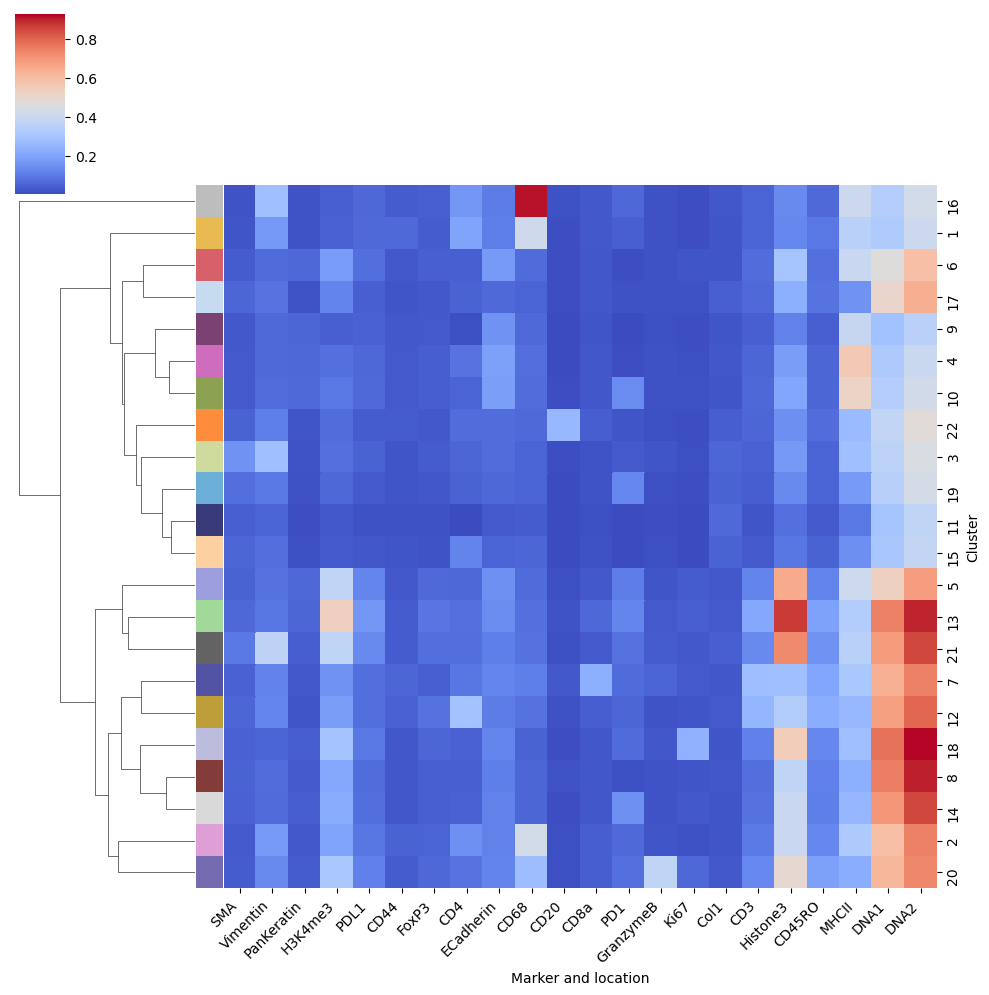 0.8
0.6
0.4
0.2
16
1
6
17
9
4
10
22
3
19
11
15
5
13
21
7
12
18
8
14
2
20
Cluster
SMA
Vimentin
PanKeratin
H3K4me3
PDL1
CD44
FoxP3
CD4
ECadherin
CD68
CD20
CD8a
PD1
GranzymeB
Ki67
Col1
CD3
Histone3
CD45RO
MHCII
DNA1
DNA2
Marker and location